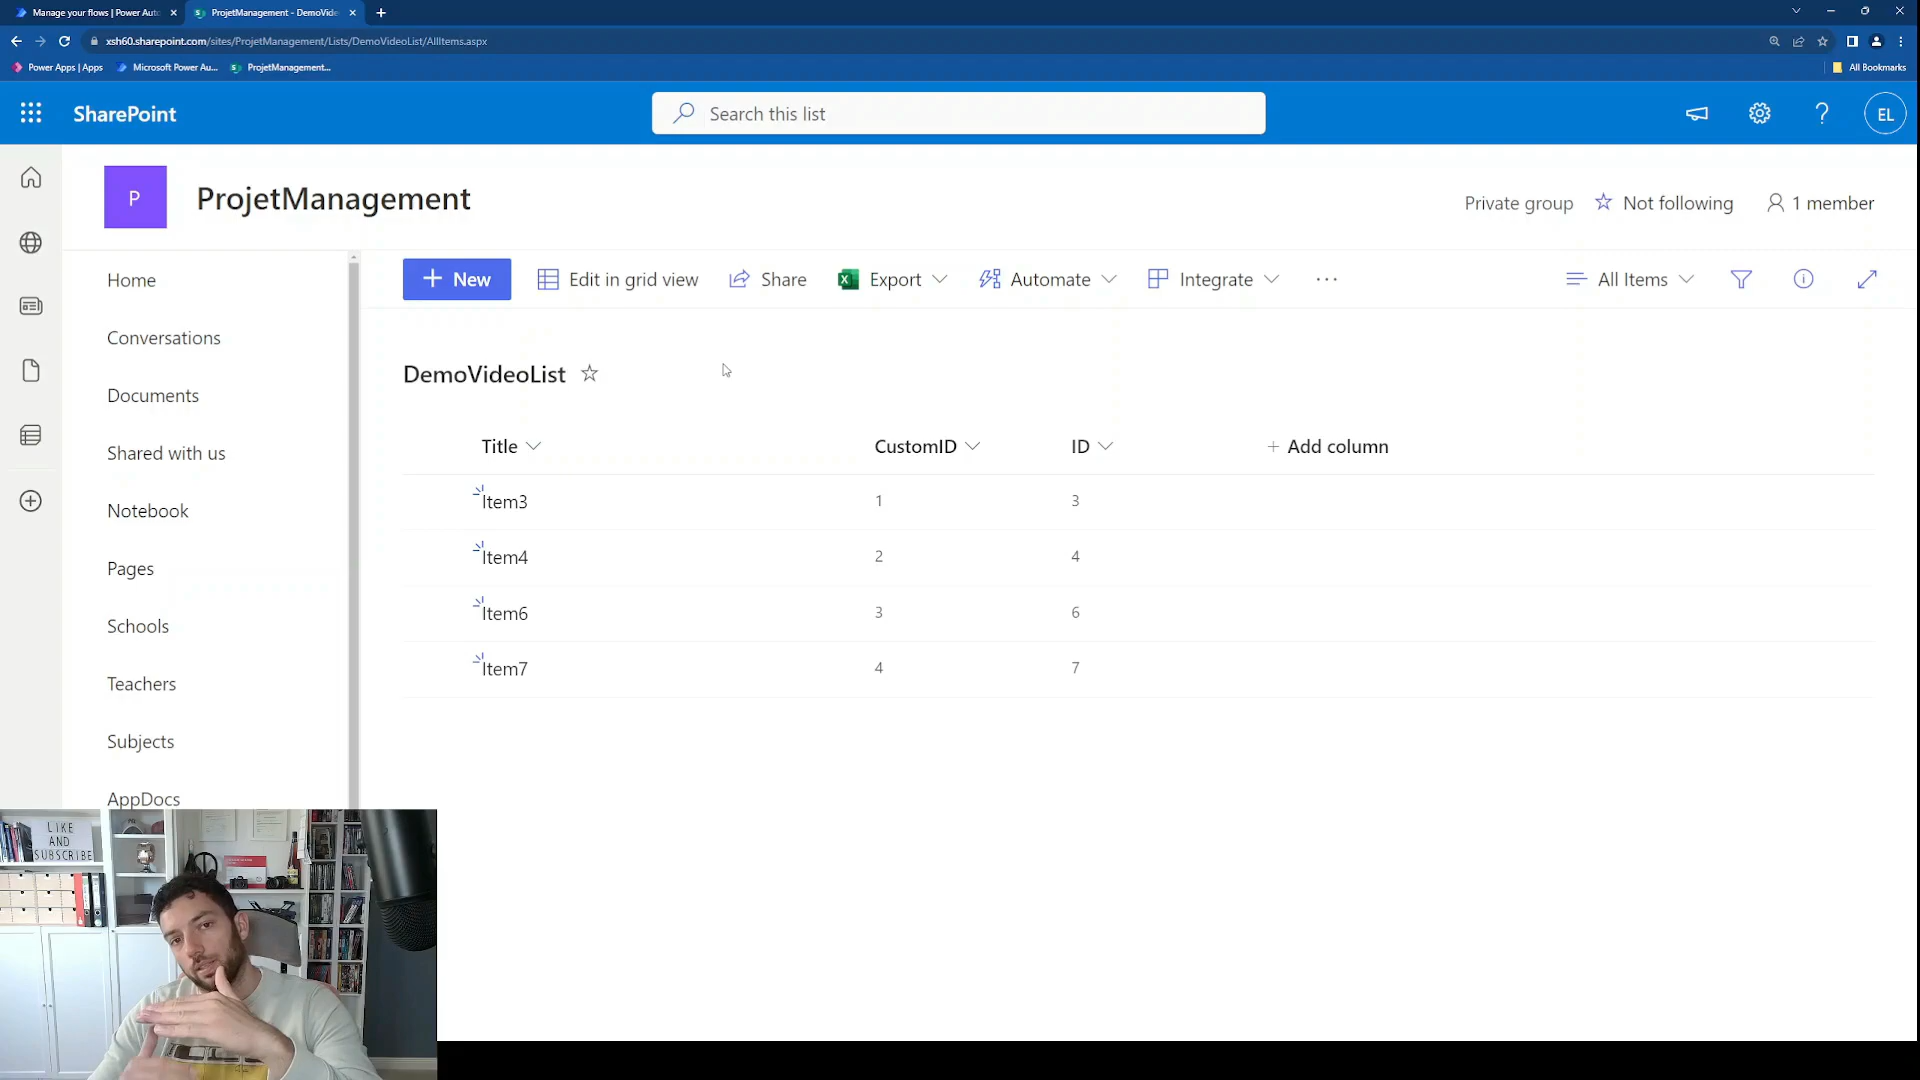 Manage your flows | Power Aut
ProjetManagement - DemoVide
xsh60.sharepoint.com/sites/ProjetManagement/Lists/DemoVideoList/AllItems.aspx
Power Apps | Apps
Microsoft Power Au...
ProjetManagement...
All Bookmarks
SharePoint
Search this list
EL
P
ProjetManagement
Private group
Not following
1 member
Home
Conversations
Documents
Shared with us
Notebook
Pages
Schools
Teachers
Subjects
AppDocs
+ New
Edit in grid view
Share
Export
Automate
Integrate
...
All Items
DemoVideoList
Title CustomID ID + Add column
Item3 1 3
Item4 2 4
Item6 3 6
Item7 4 7
LIKE
AND
SUBSCRIBE